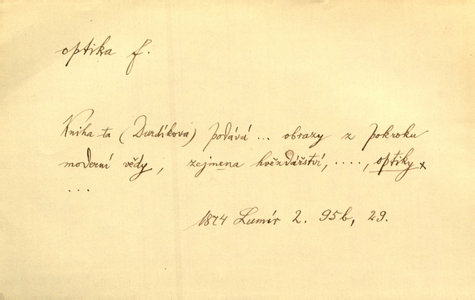 optika f.
Kniha ta (Durdíkova) podává ... obrazy z pokroku
moderní vědy, zejmena hvězdářství, ...., optiky x
...
1874 Lumír 2. 95b, 29.